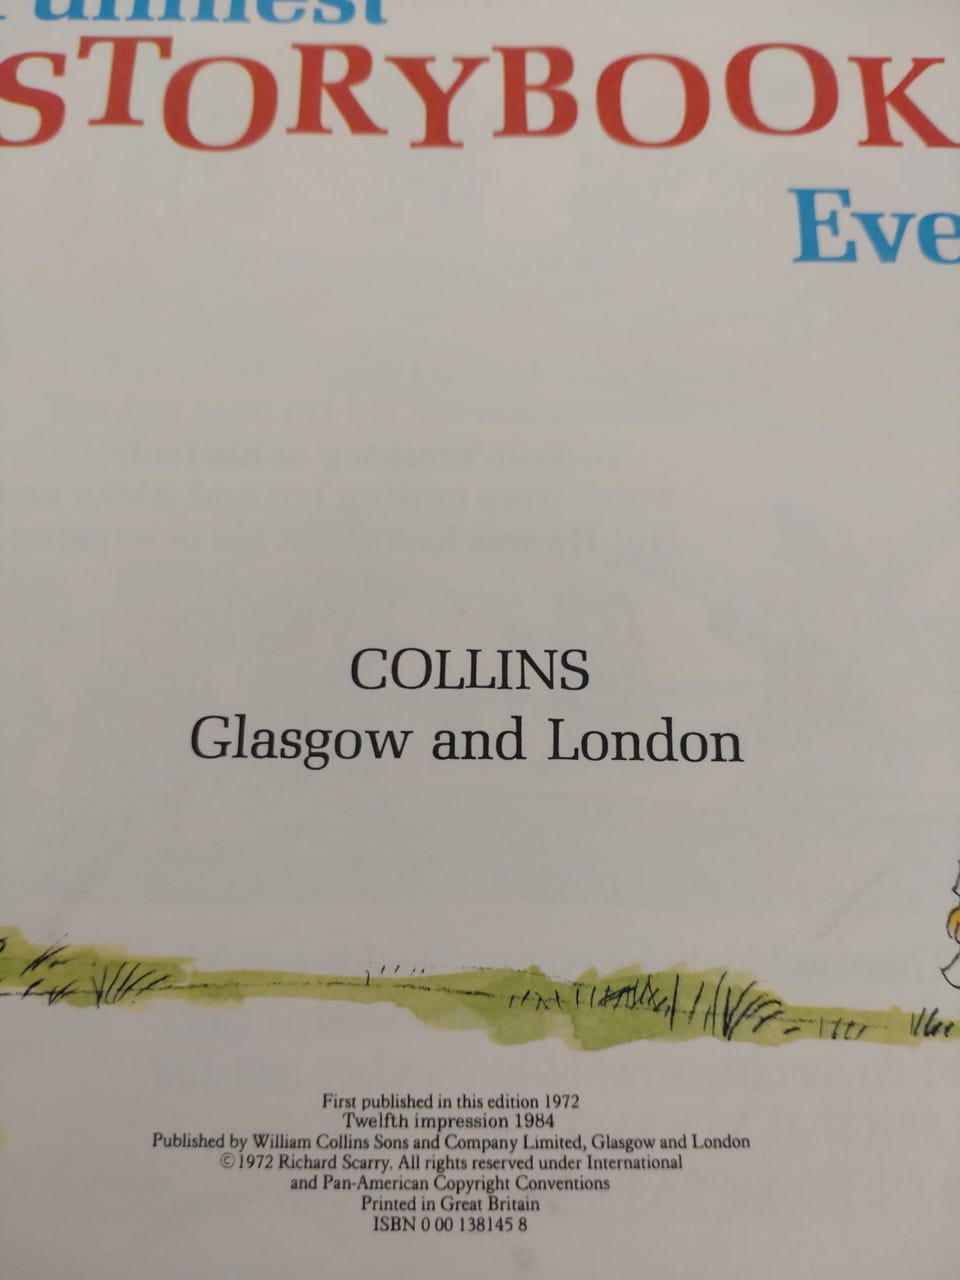 Funniest
STORYBOOK
Eve
COLLINS
Glasgow and London
First published in this edition 1972
Twelfth impression 1984
Published by William Collins Sons and Company Limited, Glasgow and London
© 1972 Richard Scarry. All rights reserved under International
and Pan-American Copyright Conventions
Printed in Great Britain
ISBN 0 00 138145 8